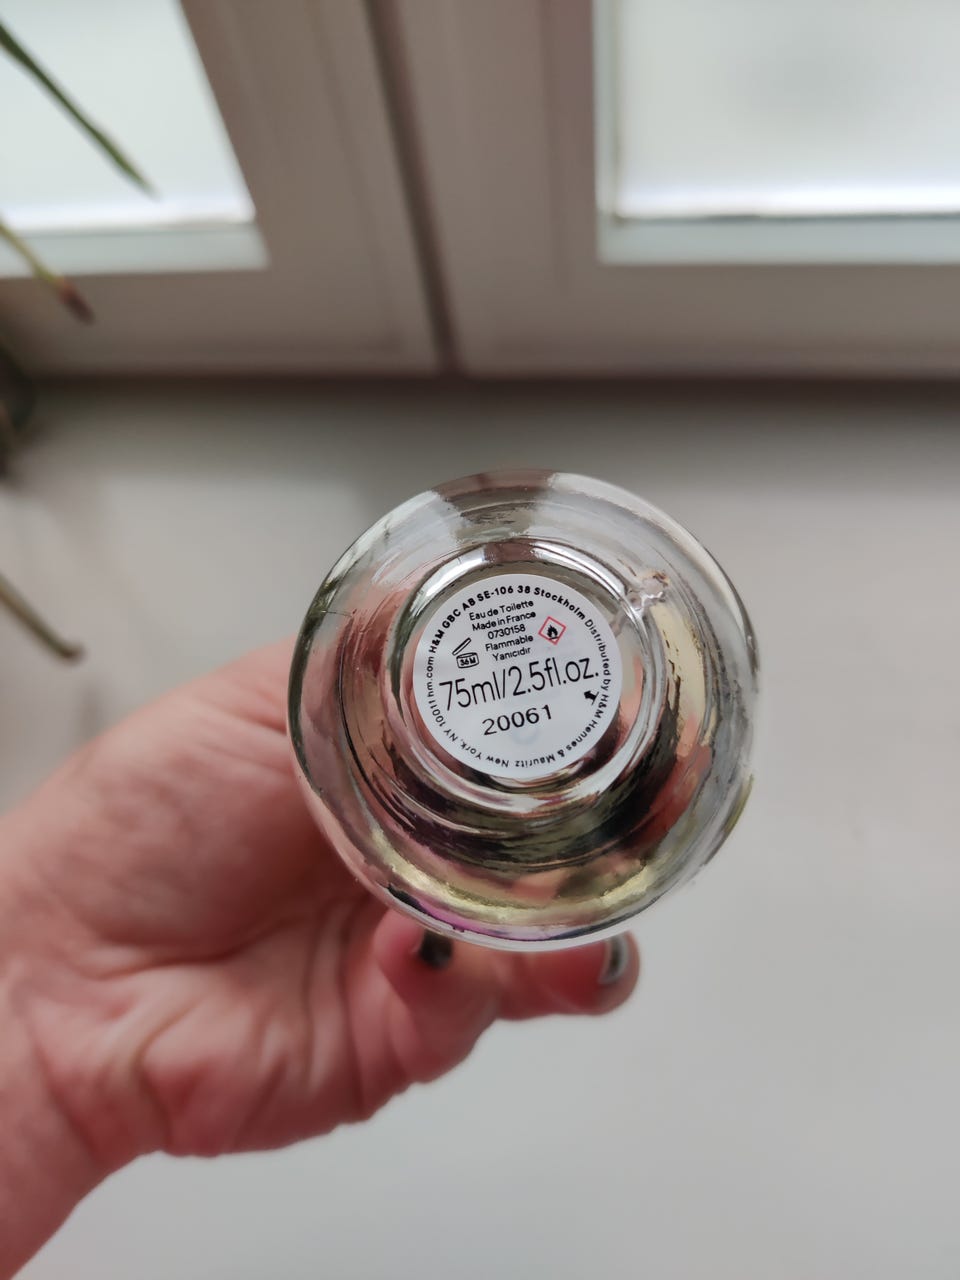 H&M GBC AB SE-106 38 Stockholm Distributed by H&M Hennes & Mauritz New York, NY 10011 hm.com
Eau de Toilette
Made in France
0730158
Flammable
Yanıcıdır
36M
75ml/2.5fl.oz.
20061